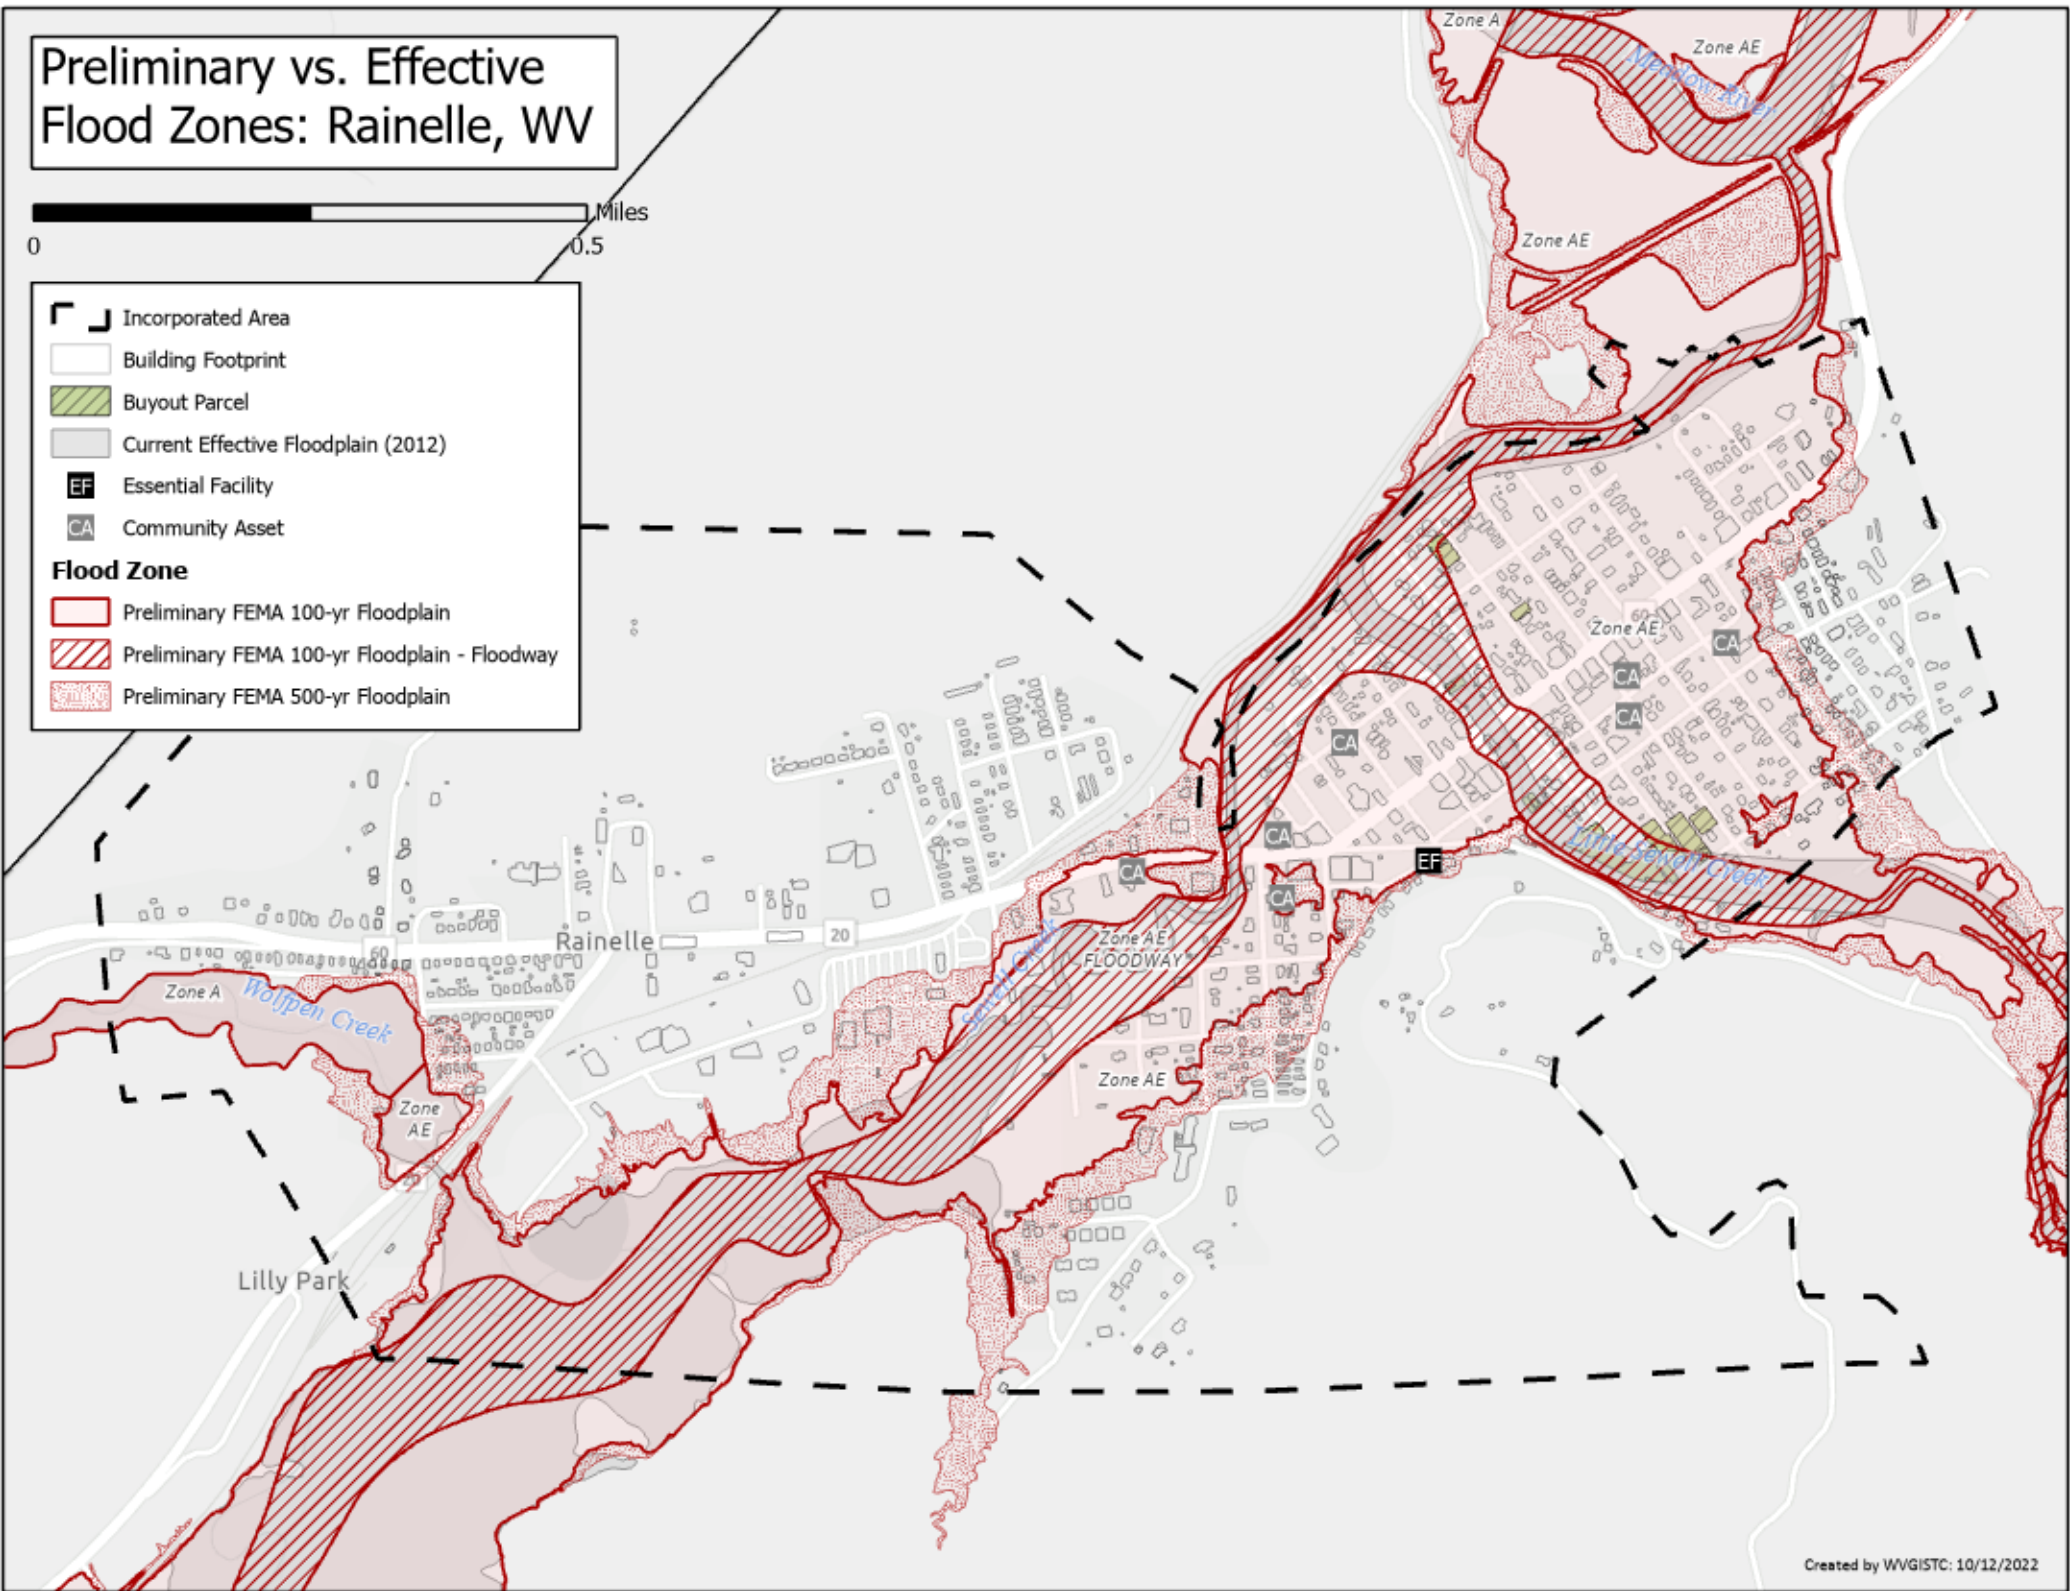 Preliminary vs. Effective
Flood Zones: Rainelle, WV
Miles
0
0.5
Incorporated Area
Building Footprint
Buyout Parcel
Current Effective Floodplain (2012)
EF
Essential Facility
CA
Community Asset
Flood Zone
Preliminary FEMA 100-yr Floodplain
Preliminary FEMA 100-yr Floodplain - Floodway
Preliminary FEMA 500-yr Floodplain
Zone A
Zone AE
Meadow River
Zone AE
60
Zone AE
CA
CA
CA
CA
CA
EF
CA
CA
Little Sewell Creek
20
Rainelle
60
Zone AE
FLOODWAY
Sewell Creek
Zone A
Wolfpen Creek
Zone AE
Zone
AE
Lilly Park
Created by WVGISTC: 10/12/2022